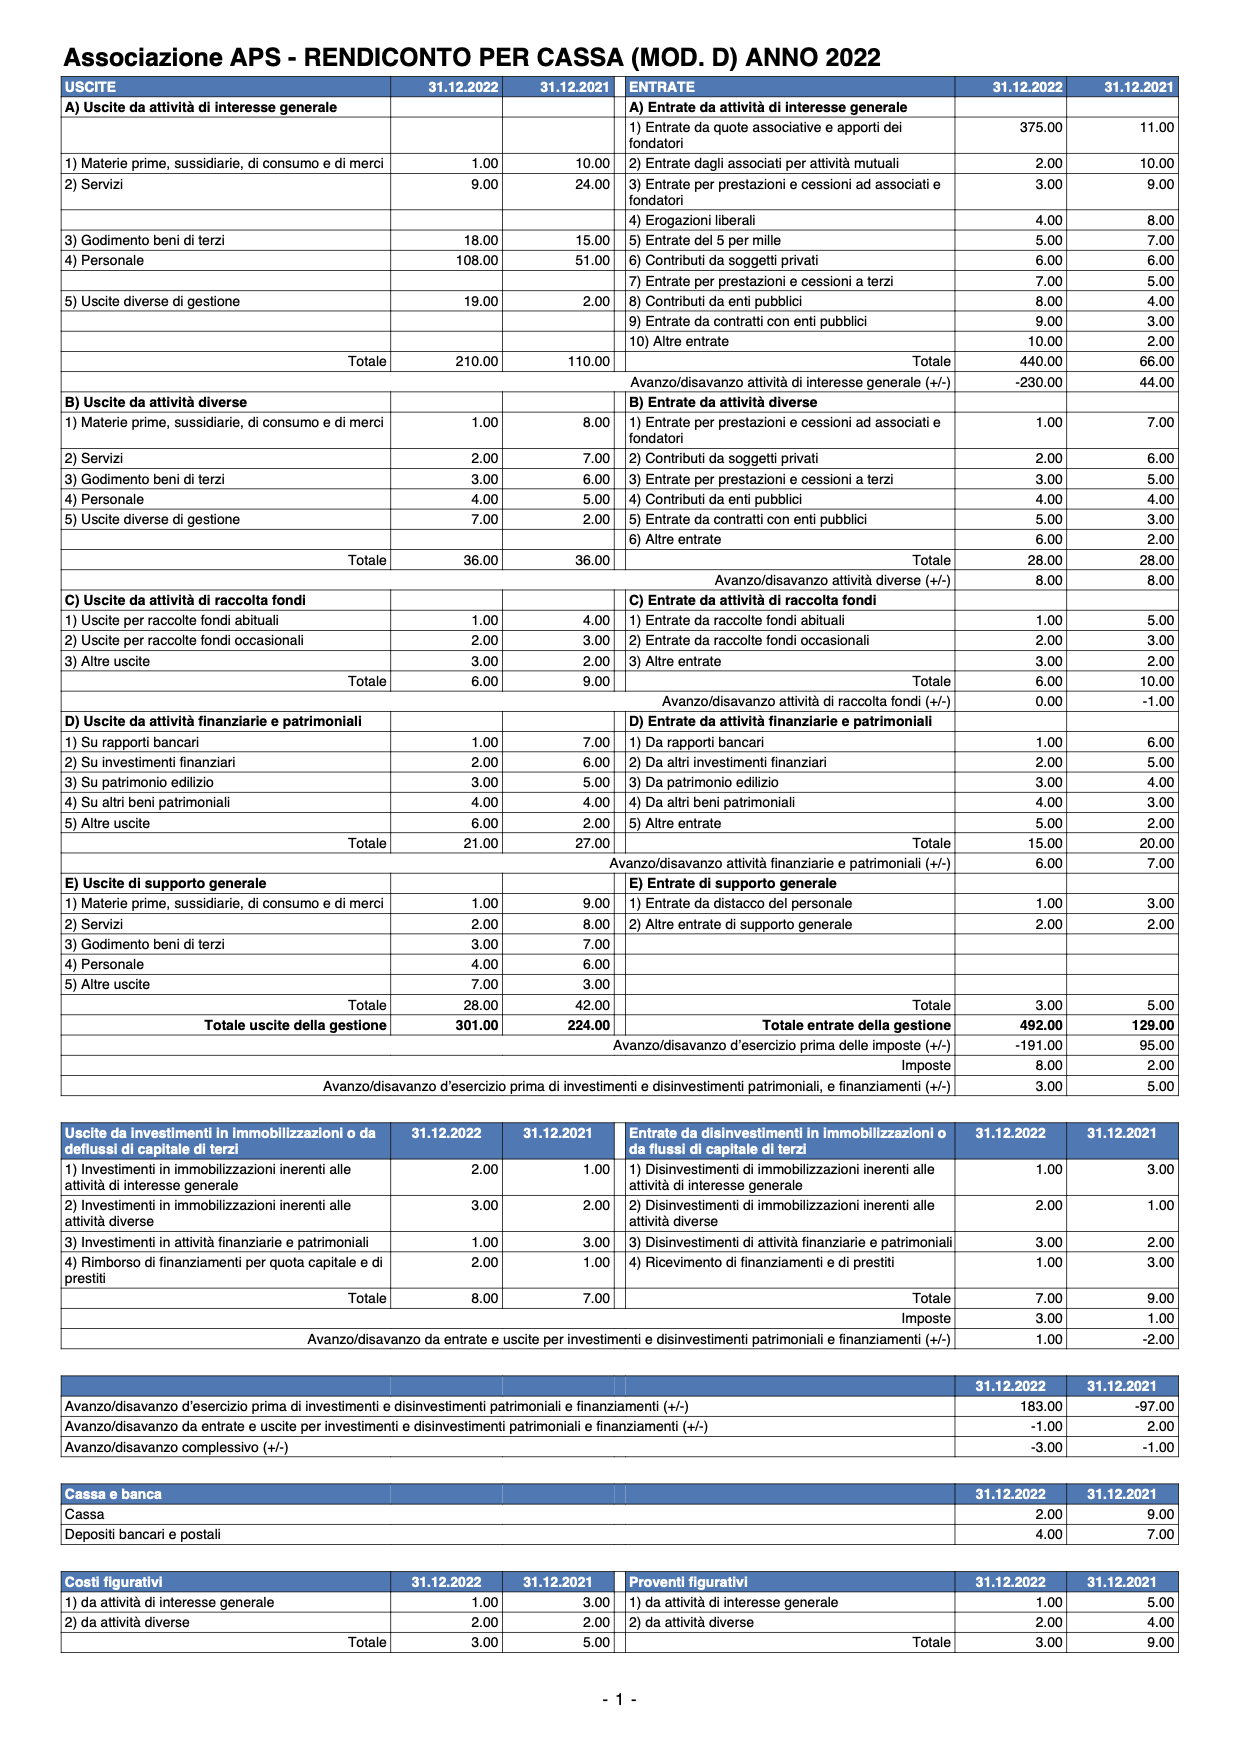 Associazione APS - RENDICONTO PER CASSA (MOD. D) ANNO 2022
USCITE 31.12.2022 31.12.2021 ENTRATE 31.12.2022 31.12.2021
A) Uscite da attività di interesse generale A) Entrate da attività di interesse generale
1) Entrate da quote associative e apporti dei 375.00 11.00
fondatori
1) Materie prime, sussidiarie, di consumo e di merci 1.00 10.00 2) Entrate dagli associati per attività mutuali 2.00 10.00
2) Servizi 9.00 24.00 3) Entrate per prestazioni e cessioni ad associati e 3.00 9.00
fondatori
4) Erogazioni liberali 4.00 8.00
3) Godimento beni di terzi 18.00 15.00 5) Entrate del 5 per mille 5.00 7.00
4) Personale 108.00 51.00 6) Contributi da soggetti privati 6.00 6.00
7) Entrate per prestazioni e cessioni a terzi 7.00 5.00
5) Uscite diverse di gestione 19.00 2.00 8) Contributi da enti pubblici 8.00 4.00
9) Entrate da contratti con enti pubblici 9.00 3.00
10) Altre entrate 10.00 2.00
Totale 210.00 110.00 Totale 440.00 66.00
Avanzo/disavanzo attività di interesse generale (+/-) -230.00 44.00
B) Uscite da attività diverse B) Entrate da attività diverse
1) Materie prime, sussidiarie, di consumo e di merci 1.00 8.00 1) Entrate per prestazioni e cessioni ad associati e 1.00 7.00
fondatori
2) Servizi 2.00 7.00 2) Contributi da soggetti privati 2.00 6.00
3) Godimento beni di terzi 3.00 6.00 3) Entrate per prestazioni e cessioni a terzi 3.00 5.00
4) Personale 4.00 5.00 4) Contributi da enti pubblici 4.00 4.00
5) Uscite diverse di gestione 7.00 2.00 5) Entrate da contratti con enti pubblici 5.00 3.00
6) Altre entrate 6.00 2.00
Totale 36.00 36.00 Totale 28.00 28.00
Avanzo/disavanzo attività diverse (+/-) 8.00 8.00
C) Uscite da attività di raccolta fondi C) Entrate da attività di raccolta fondi
1) Uscite per raccolte fondi abituali 1.00 4.00 1) Entrate da raccolte fondi abituali 1.00 5.00
2) Uscite per raccolte fondi occasionali 2.00 3.00 2) Entrate da raccolte fondi occasionali 2.00 3.00
3) Altre uscite 3.00 2.00 3) Altre entrate 3.00 2.00
Totale 6.00 9.00 Totale 6.00 10.00
Avanzo/disavanzo attività di raccolta fondi (+/-) 0.00 -1.00
D) Uscite da attività finanziarie e patrimoniali D) Entrate da attività finanziarie e patrimoniali
1) Su rapporti bancari 1.00 7.00 1) Da rapporti bancari 1.00 6.00
2) Su investimenti finanziari 2.00 6.00 2) Da altri investimenti finanziari 2.00 5.00
3) Su patrimonio edilizio 3.00 5.00 3) Da patrimonio edilizio 3.00 4.00
4) Su altri beni patrimoniali 4.00 4.00 4) Da altri beni patrimoniali 4.00 3.00
5) Altre uscite 6.00 2.00 5) Altre entrate 5.00 2.00
Totale 21.00 27.00 Totale 15.00 20.00
Avanzo/disavanzo attività finanziarie e patrimoniali (+/-) 6.00 7.00
E) Uscite di supporto generale E) Entrate di supporto generale
1) Materie prime, sussidiarie, di consumo e di merci 1.00 9.00 1) Entrate da distacco del personale 1.00 3.00
2) Servizi 2.00 8.00 2) Altre entrate di supporto generale 2.00 2.00
3) Godimento beni di terzi 3.00 7.00
4) Personale 4.00 6.00
5) Altre uscite 7.00 3.00
Totale 28.00 42.00 Totale 3.00 5.00
Totale uscite della gestione 301.00 224.00 Totale entrate della gestione 492.00 129.00
Avanzo/disavanzo d'esercizio prima delle imposte (+/-) -191.00 95.00
Imposte 8.00 2.00
Avanzo/disavanzo d'esercizio prima di investimenti e disinvestimenti patrimoniali, e finanziamenti (+/-) 3.00 5.00
Uscite da investimenti in immobilizzazioni o da 31.12.2022 31.12.2021 Entrate da disinvestimenti in immobilizzazioni o 31.12.2022 31.12.2021
deflussi di capitale di terzi da flussi di capitale di terzi
1) Investimenti in immobilizzazioni inerenti alle 2.00 1.00 1) Disinvestimenti di immobilizzazioni inerenti alle 1.00 3.00
attività di interesse generale attività di interesse generale
2) Investimenti in immobilizzazioni inerenti alle 3.00 2.00 2) Disinvestimenti di immobilizzazioni inerenti alle 2.00 1.00
attività diverse attività diverse
3) Investimenti in attività finanziarie e patrimoniali 1.00 3.00 3) Disinvestimenti di attività finanziarie e patrimoniali 3.00 2.00
4) Rimborso di finanziamenti per quota capitale e di 2.00 1.00 4) Ricevimento di finanziamenti e di prestiti 1.00 3.00
prestiti
Totale 8.00 7.00 Totale 7.00 9.00
Imposte 3.00 1.00
Avanzo/disavanzo da entrate e uscite per investimenti e disinvestimenti patrimoniali e finanziamenti (+/-) 1.00 -2.00
31.12.2022 31.12.2021
Avanzo/disavanzo d'esercizio prima di investimenti e disinvestimenti patrimoniali e finanziamenti (+/-) 183.00 -97.00
Avanzo/disavanzo da entrate e uscite per investimenti e disinvestimenti patrimoniali e finanziamenti (+/-) -1.00 2.00
Avanzo/disavanzo complessivo (+/-) -3.00 -1.00
Cassa e banca 31.12.2022 31.12.2021
Cassa 2.00 9.00
Depositi bancari e postali 4.00 7.00
Costi figurativi 31.12.2022 31.12.2021 Proventi figurativi 31.12.2022 31.12.2021
1) da attività di interesse generale 1.00 3.00 1) da attività di interesse generale 1.00 5.00
2) da attività diverse 2.00 2.00 2) da attività diverse 2.00 4.00
Totale 3.00 5.00 Totale 3.00 9.00
- 1 -